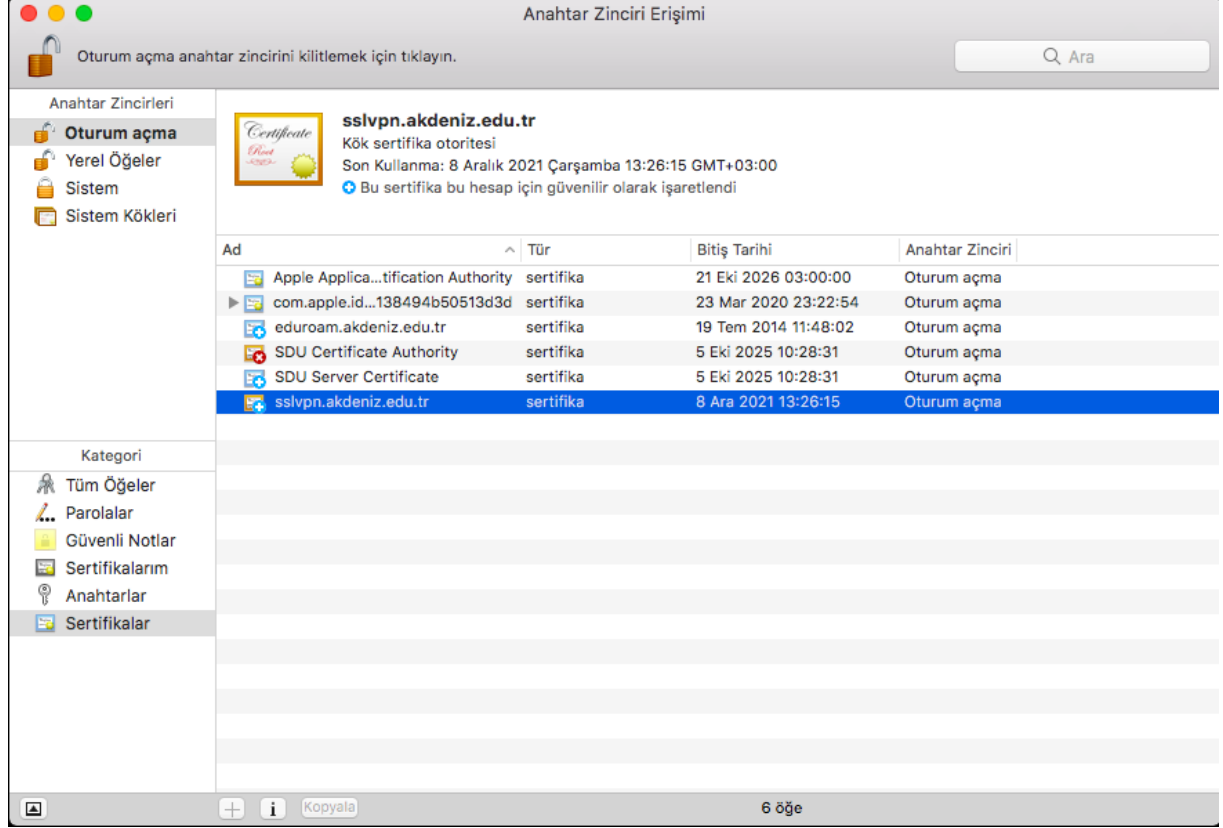 Anahtar Zinciri Erişimi
Oturum açma anahtar zincirini kilitlemek için tıklayın.
Ara
Anahtar Zincirleri
Oturum açma
Yerel Öğeler
Sistem
Sistem Kökleri
Certificate
Root
sslvpn.akdeniz.edu.tr
Kök sertifika otoritesi
Son Kullanma: 8 Aralık 2021 Çarşamba 13:26:15 GMT+03:00
Bu sertifika bu hesap için güvenilir olarak işaretlendi
Ad Tür Bitiş Tarihi Anahtar Zinciri
Apple Applica...tification Authority sertifika 21 Eki 2026 03:00:00 Oturum açma
com.apple.id...138494b50513d3d sertifika 23 Mar 2020 23:22:54 Oturum açma
eduroam.akdeniz.edu.tr sertifika 19 Tem 2014 11:48:02 Oturum açma
SDU Certificate Authority sertifika 5 Eki 2025 10:28:31 Oturum açma
SDU Server Certificate sertifika 5 Eki 2025 10:28:31 Oturum açma
sslvpn.akdeniz.edu.tr sertifika 8 Ara 2021 13:26:15 Oturum açma
Kategori
Tüm Öğeler
Parolalar
Güvenli Notlar
Sertifikalarım
Anahtarlar
Sertifikalar
Kopyala
6 öğe